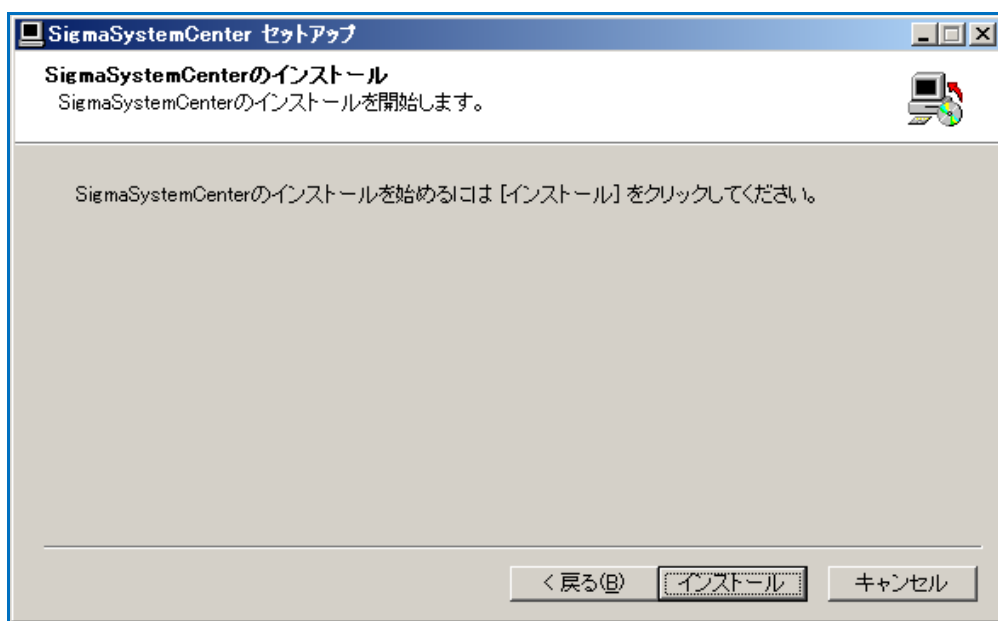 SigmaSystemCenter セットアップ
SigmaSystemCenterのインストール
SigmaSystemCenterのインストールを開始します。
SigmaSystemCenterのインストールを始めるには [インストール] をクリックしてください。
< 戻る(B) インストール キャンセル